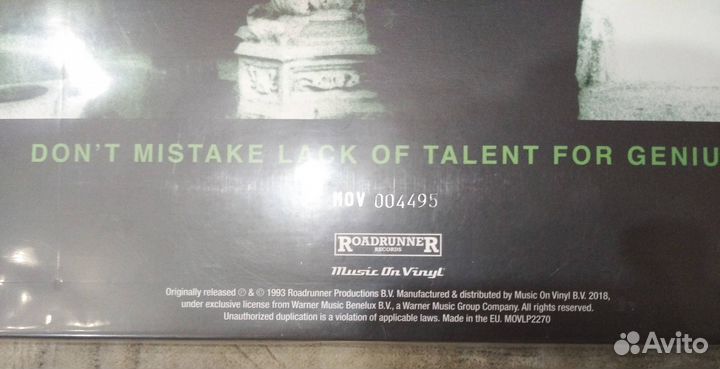 DON'T MISTAKE LACK OF TALENT FOR GENIU
MOV 004495
ROADRUNNER
RECORDS
Music On Vinyl
Originally released ℗ & © 1993 Roadrunner Productions B.V. Manufactured & distributed by Music On Vinyl B.V. 2018,
under exclusive license from Warner Music Benelux B.V., a Warner Music Group Company. All rights reserved.
Unauthorized duplication is a violation of applicable laws. Made in the EU. MOVLP2270
Avito